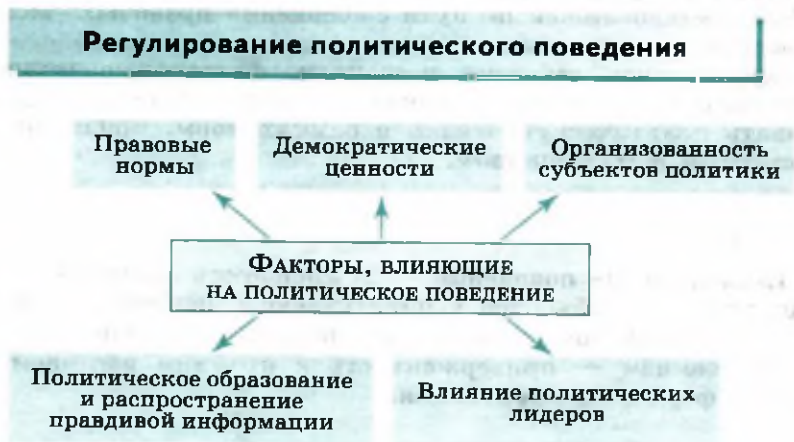 Регулирование политического поведения
Правовые
нормы
Демократические
ценности
Организованность
субъектов политики
ФАКТОРЫ, ВЛИЯЮЩИЕ
НА ПОЛИТИЧЕСКОЕ ПОВЕДЕНИЕ
Политическое образование
и распространение
правдивой информации
Влияние политических
лидеров